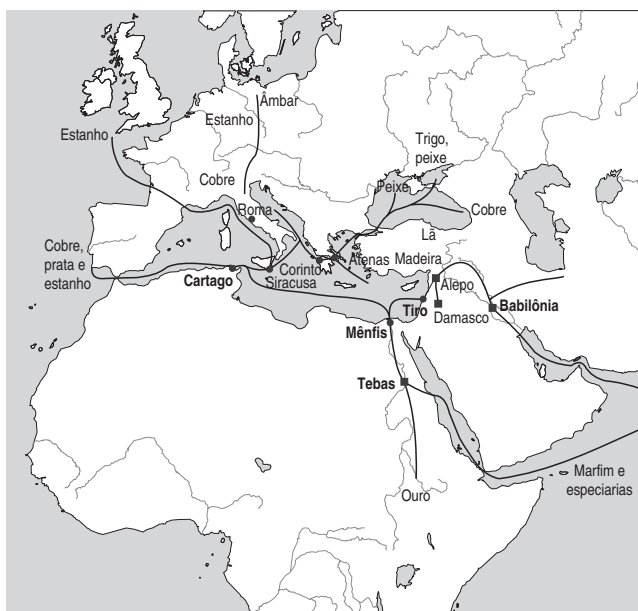 Âmbar
Estanho
Estanho
Trigo,
peixe
Cobre
Peixe
Roma
Cobre
Lã
Cobre,
prata e
estanho
Corinto
Atenas
Madeira
Cartago
Siracusa
Alepo
Tiro
Babilônia
Damasco
Mênfis
Tebas
Ouro
Marfim e
especiarias